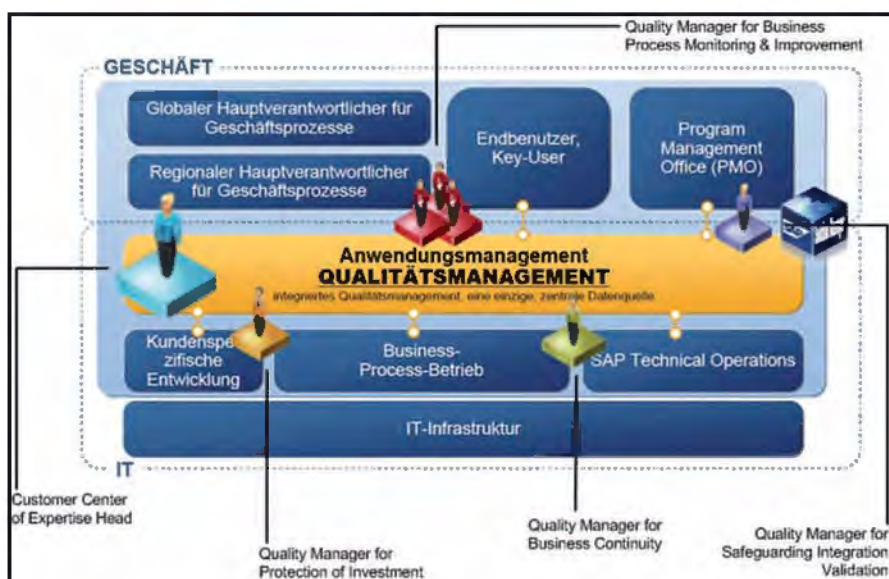 Quality Manager for Business
Process Monitoring & Improvement
GESCHÄFT
Globaler Hauptverantwortlicher für
Geschäftsprozesse
Regionaler Hauptverantwortlicher
für Geschäftsprozesse
Endbenutzer,
Key-User
Program
Management
Office (PMO)
Anwendungsmanagement
QUALITÄTSMANAGEMENT
integriertes Qualitätsmanagement, eine einzige, zentrale Datenquelle
Kundenspe-
zifische
Entwicklung
Business-
Process-Betrieb
SAP Technical Operations
IT-Infrastruktur
IT
Customer Center
of Expertise Head
Quality Manager for
Protection of Investment
Quality Manager for
Business Continuity
Quality Manager for
Safeguarding Integration
Validation